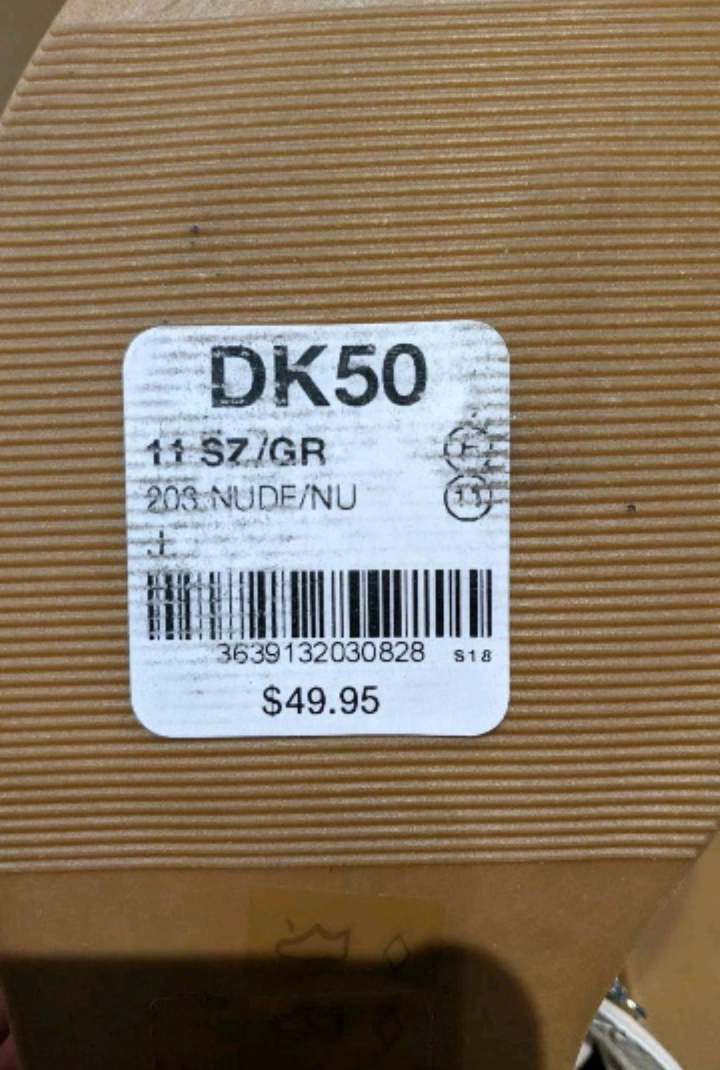 DK50
11 SZ/GR
203 NUDE/NU
11
3639132030828 S18
$49.95